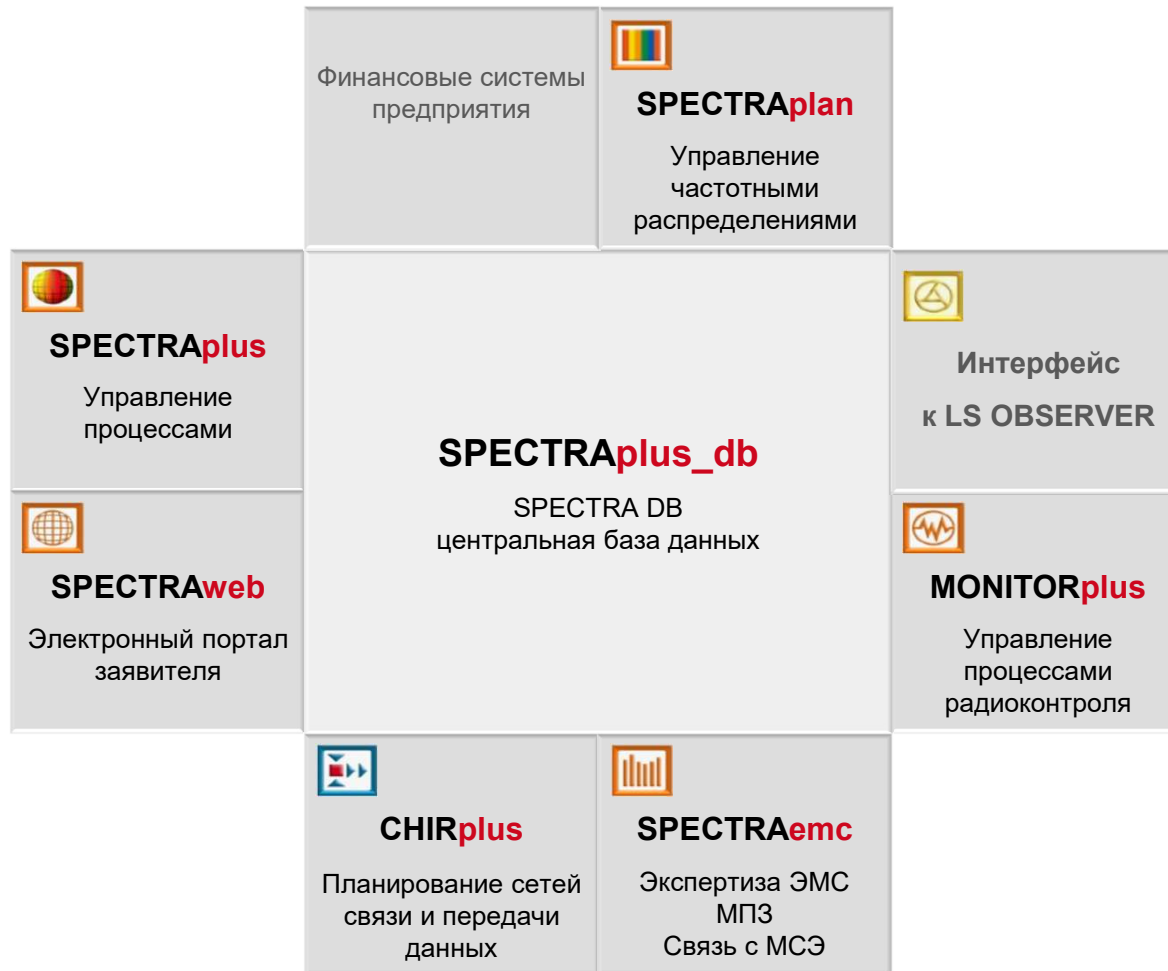 Финансовые системы
предприятия
SPECTRAplan
Управление
частотными
распределениями
SPECTRAplus
Управление
процессами
SPECTRAplus_db
SPECTRA DB
центральная база данных
Интерфейс
к LS OBSERVER
SPECTRAweb
Электронный портал
заявителя
MONITORplus
Управление
процессами
радиоконтроля
CHIRplus
Планирование сетей
связи и передачи
данных
SPECTRAemc
Экспертиза ЭМС
МПЗ
Связь с МСЭ